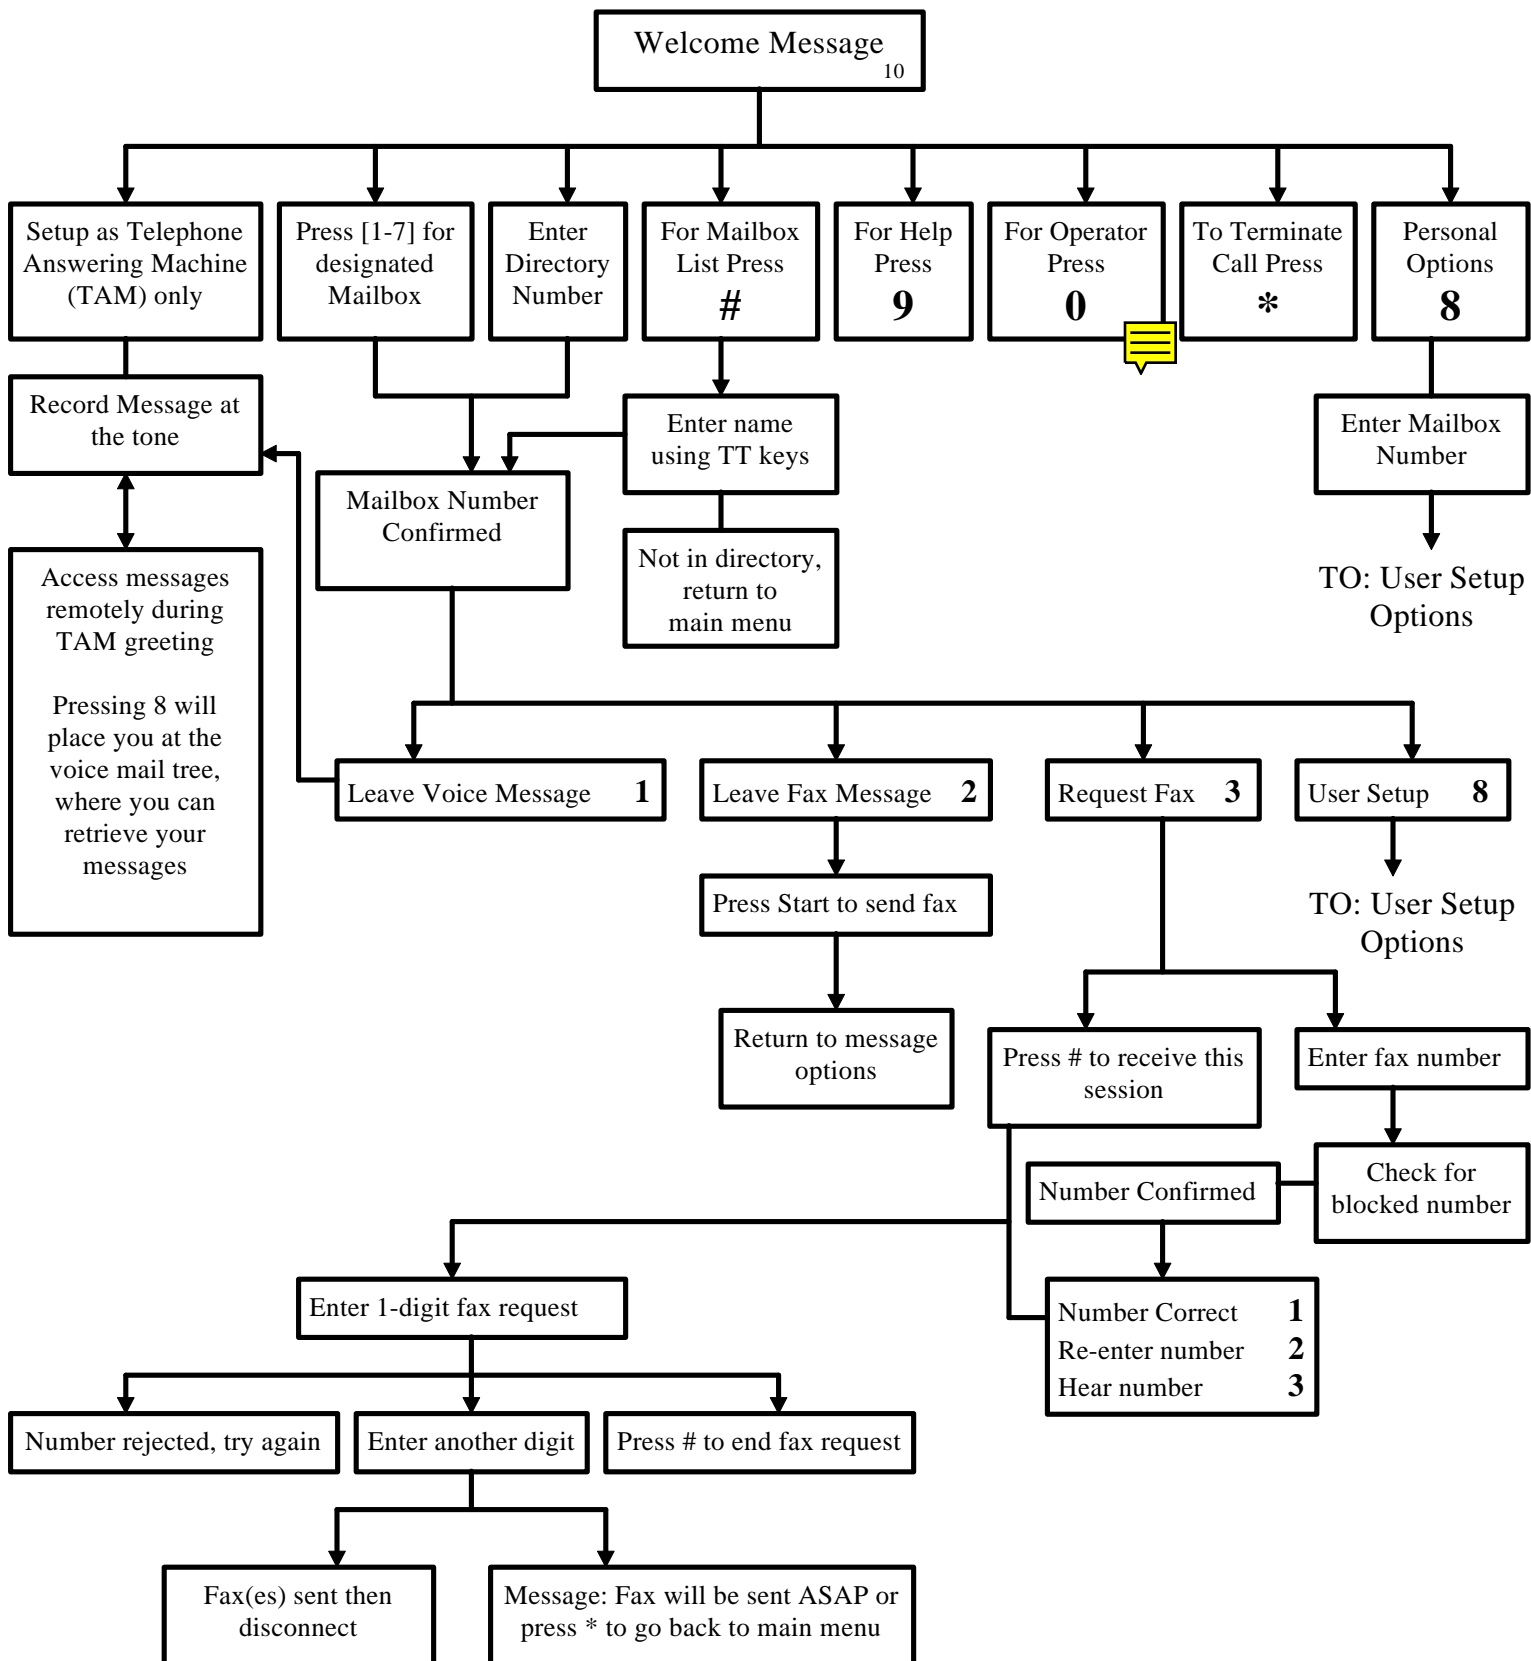 Welcome Message
10
Setup as Telephone
Answering Machine
(TAM) only
Press [1-7] for
designated
Mailbox
Enter
Directory
Number
For Mailbox
List Press
#
For Help
Press
9
For Operator
Press
0
To Terminate
Call Press
*
Personal
Options
8
Record Message at
the tone
Enter name
using TT keys
Enter Mailbox
Number
Mailbox Number
Confirmed
Not in directory,
return to
main menu
TO: User Setup
Options
Access messages
remotely during
TAM greeting
Pressing 8 will
place you at the
voice mail tree,
where you can
retrieve your
messages
Leave Voice Message 1
Leave Fax Message 2
Request Fax 3
User Setup 8
Press Start to send fax
TO: User Setup
Options
Return to message
options
Press # to receive this
session
Enter fax number
Number Confirmed
Check for
blocked number
Enter 1-digit fax request
Number Correct 1
Re-enter number 2
Hear number 3
Number rejected, try again
Enter another digit
Press # to end fax request
Fax(es) sent then
disconnect
Message: Fax will be sent ASAP or
press * to go back to main menu